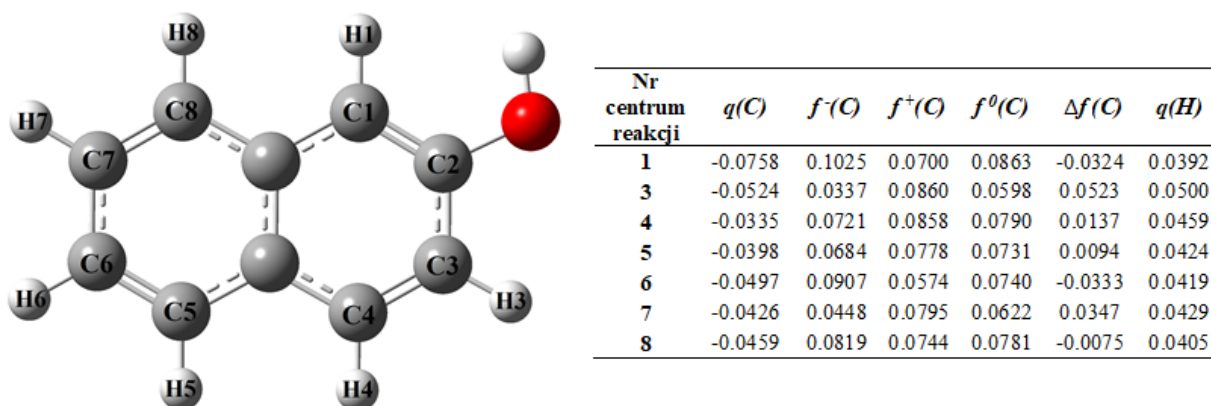 H8 H1
C8 C1
H7
C7 C2
C6 C3
H6 C5 C4 H3
H5 H4
Nr centrum reakcji q(C) f⁻(C) f⁺(C) f⁰(C) Δf(C) q(H)
1 -0.0758 0.1025 0.0700 0.0863 -0.0324 0.0392
3 -0.0524 0.0337 0.0860 0.0598 0.0523 0.0500
4 -0.0335 0.0721 0.0858 0.0790 0.0137 0.0459
5 -0.0398 0.0684 0.0778 0.0731 0.0094 0.0424
6 -0.0497 0.0907 0.0574 0.0740 -0.0333 0.0419
7 -0.0426 0.0448 0.0795 0.0622 0.0347 0.0429
8 -0.0459 0.0819 0.0744 0.0781 -0.0075 0.0405